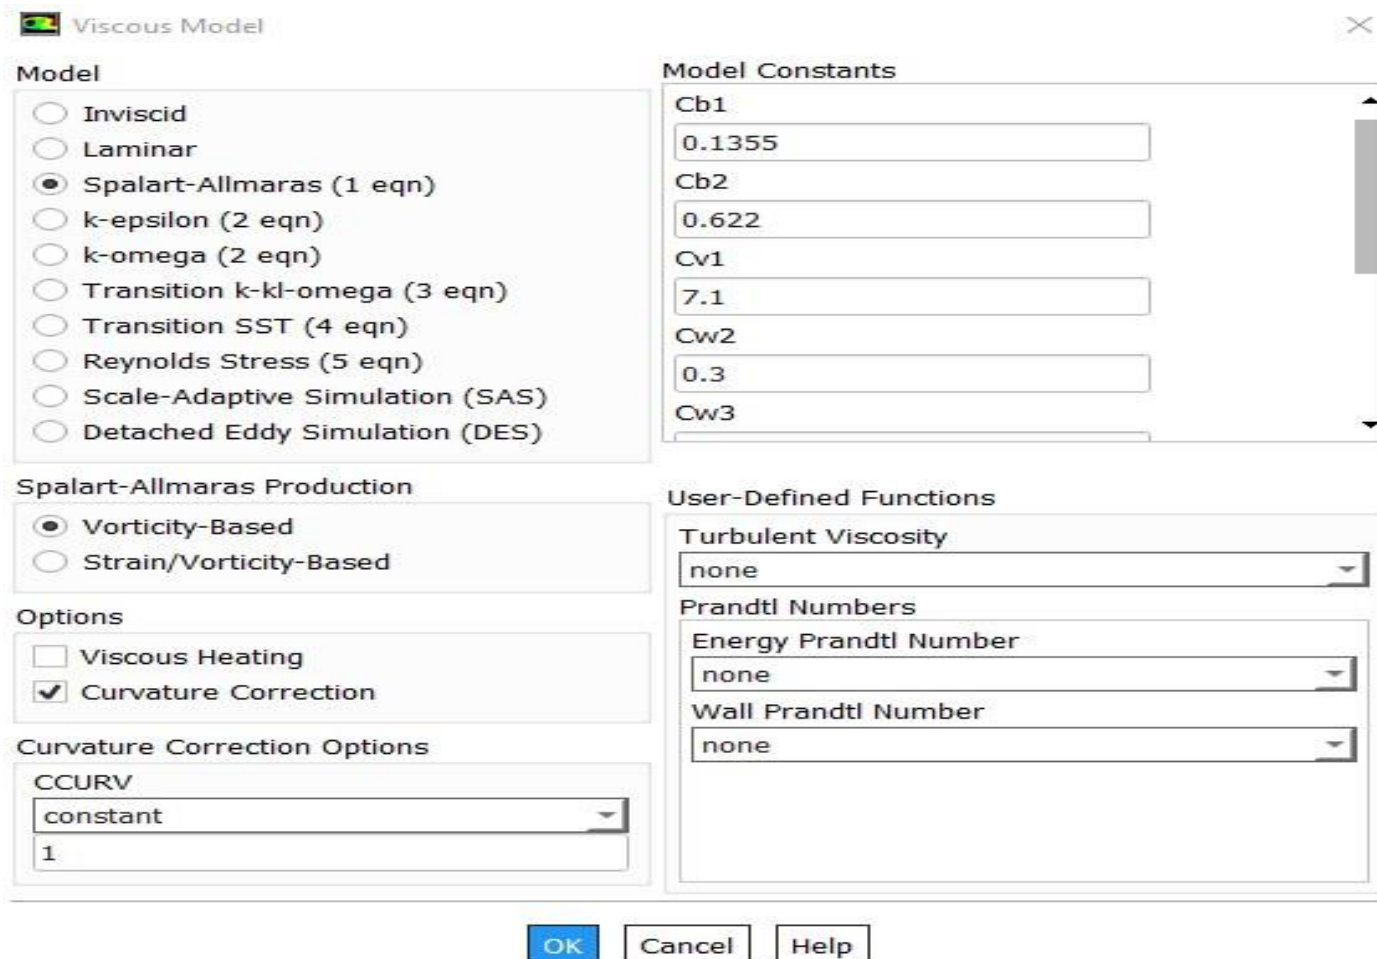 Viscous Model
Model
Inviscid
Laminar
Spalart-Allmaras (1 eqn)
k-epsilon (2 eqn)
k-omega (2 eqn)
Transition k-kl-omega (3 eqn)
Transition SST (4 eqn)
Reynolds Stress (5 eqn)
Scale-Adaptive Simulation (SAS)
Detached Eddy Simulation (DES)
Spalart-Allmaras Production
Vorticity-Based
Strain/Vorticity-Based
Options
Viscous Heating
Curvature Correction
Curvature Correction Options
CCURV
constant
1
Model Constants
Cb1
0.1355
Cb2
0.622
Cv1
7.1
Cw2
0.3
Cw3
User-Defined Functions
Turbulent Viscosity
none
Prandtl Numbers
Energy Prandtl Number
none
Wall Prandtl Number
none
OK
Cancel
Help